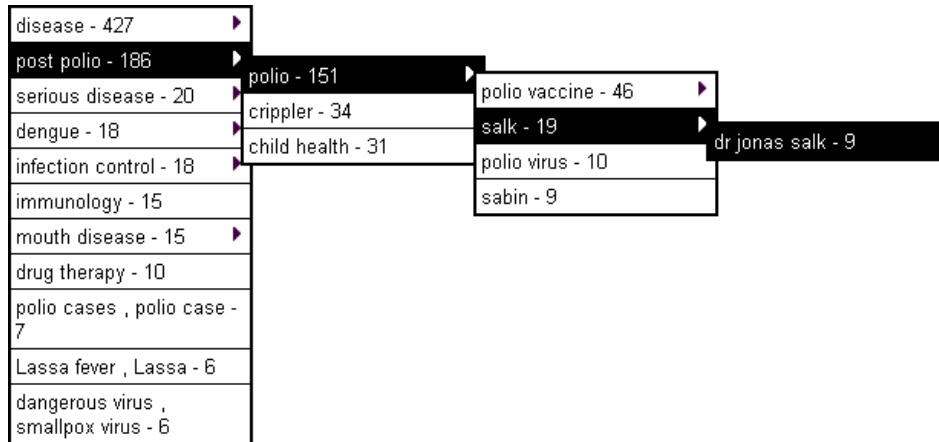 disease - 427
post polio - 186
serious disease - 20
dengue - 18
infection control - 18
immunology - 15
mouth disease - 15
drug therapy - 10
polio cases , polio case -
7
Lassa fever , Lassa - 6
dangerous virus ,
smallpox virus - 6
polio - 151
crippler - 34
child health - 31
polio vaccine - 46
salk - 19
polio virus - 10
sabin - 9
dr jonas salk - 9